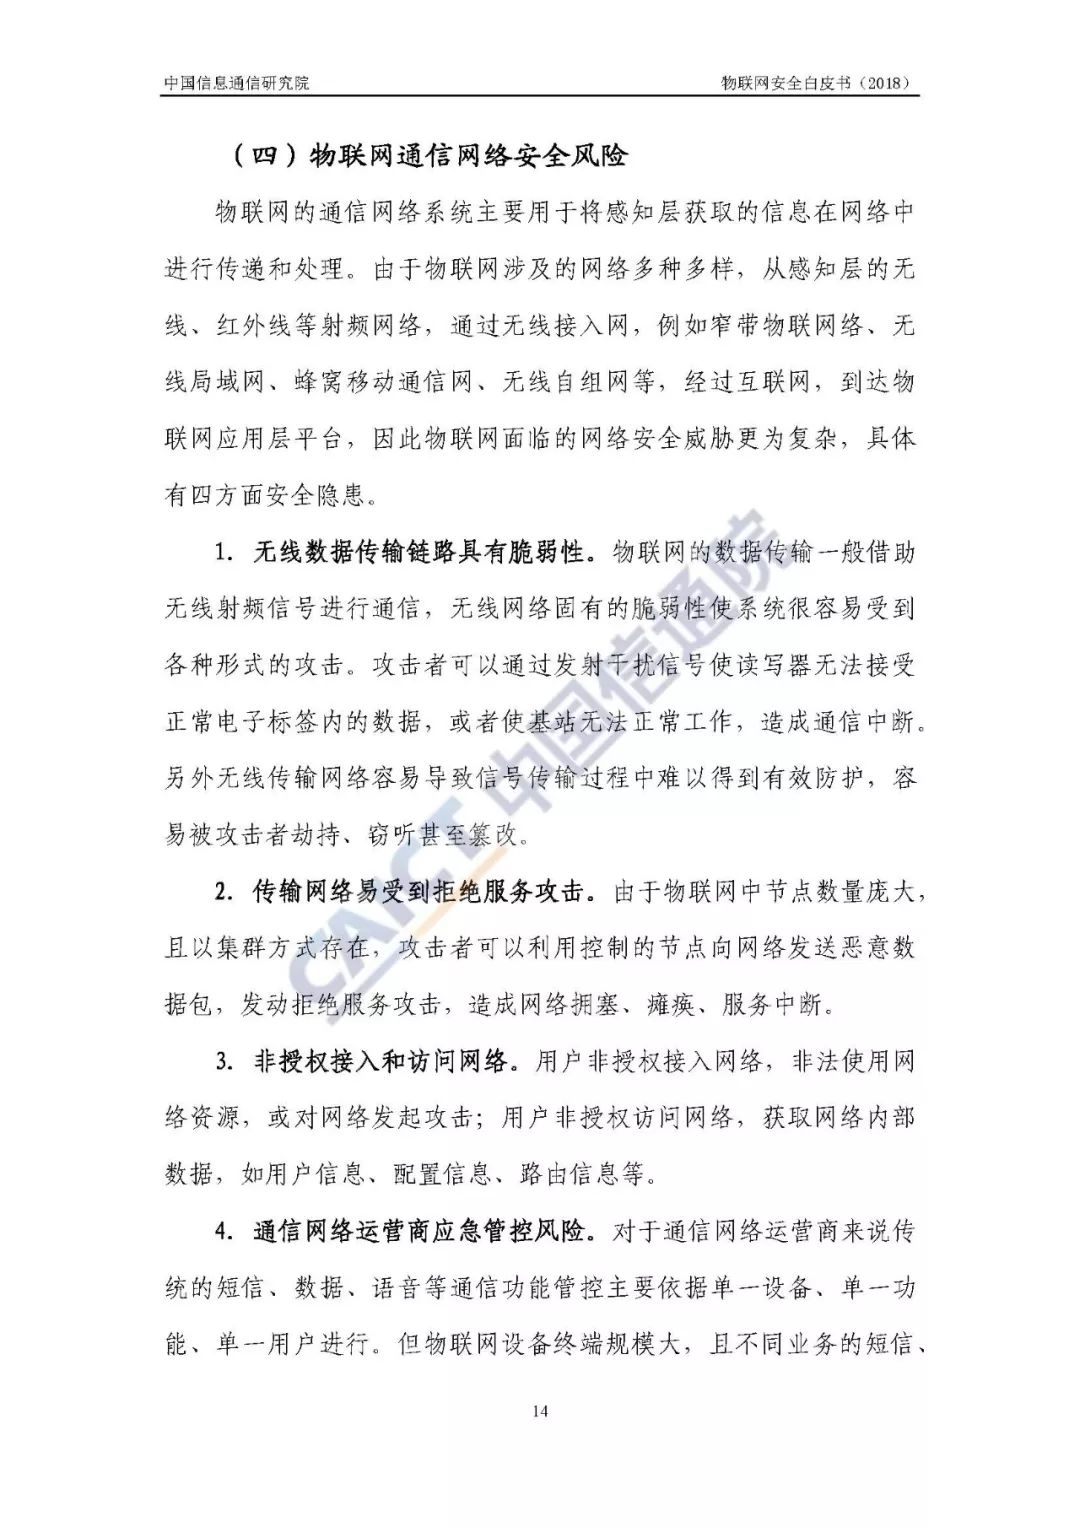 中国信息通信研究院 物联网安全白皮书（2018）
（四）物联网通信网络安全风险
物联网的通信网络系统主要用于将感知层获取的信息在网络中
进行传递和处理。由于物联网涉及的网络多种多样，从感知层的无
线、红外线等射频网络，通过无线接入网，例如窄带物联网络、无
线局域网、蜂窝移动通信网、无线自组网等，经过互联网，到达物
联网应用层平台，因此物联网面临的网络安全威胁更为复杂，具体
有四方面安全隐患。
1. 无线数据传输链路具有脆弱性。物联网的数据传输一般借助
无线射频信号进行通信，无线网络固有的脆弱性使系统很容易受到
各种形式的攻击。攻击者可以通过发射干扰信号使读写器无法接受
正常电子标签内的数据，或者使基站无法正常工作，造成通信中断。
另外无线传输网络容易导致信号传输过程中难以得到有效防护，容
易被攻击者劫持、窃听甚至篡改。
2. 传输网络易受到拒绝服务攻击。由于物联网中节点数量庞大，
且以集群方式存在，攻击者可以利用控制的节点向网络发送恶意数
据包，发动拒绝服务攻击，造成网络拥塞、瘫痪、服务中断。
3. 非授权接入和访问网络。用户非授权接入网络，非法使用网
络资源，或对网络发起攻击；用户非授权访问网络，获取网络内部
数据，如用户信息、配置信息、路由信息等。
4. 通信网络运营商应急管控风险。对于通信网络运营商来说传
统的短信、数据、语音等通信功能管控主要依据单一设备、单一功
能、单一用户进行。但物联网设备终端规模大，且不同业务的短信、
14
CAICT 中国信通院